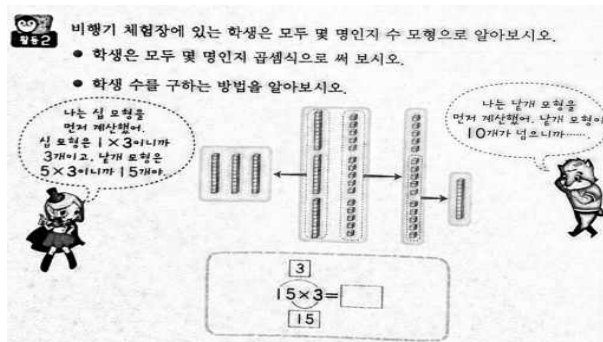 활동2
비행기 체험장에 있는 학생은 모두 몇 명인지 수 모형으로 알아보시오.
● 학생은 모두 몇 명인지 곱셈식으로 써 보시오.
● 학생 수를 구하는 방법을 알아보시오.
나는 십 모형을
먼저 계산했어.
십 모형은 1×3이니까
3개이고, 낱개 모형은
5×3이니까 15개야.
나는 낱개 모형을
먼저 계산했어. 낱개 모형이
10개가 넘으니까……
3
15×3=
15